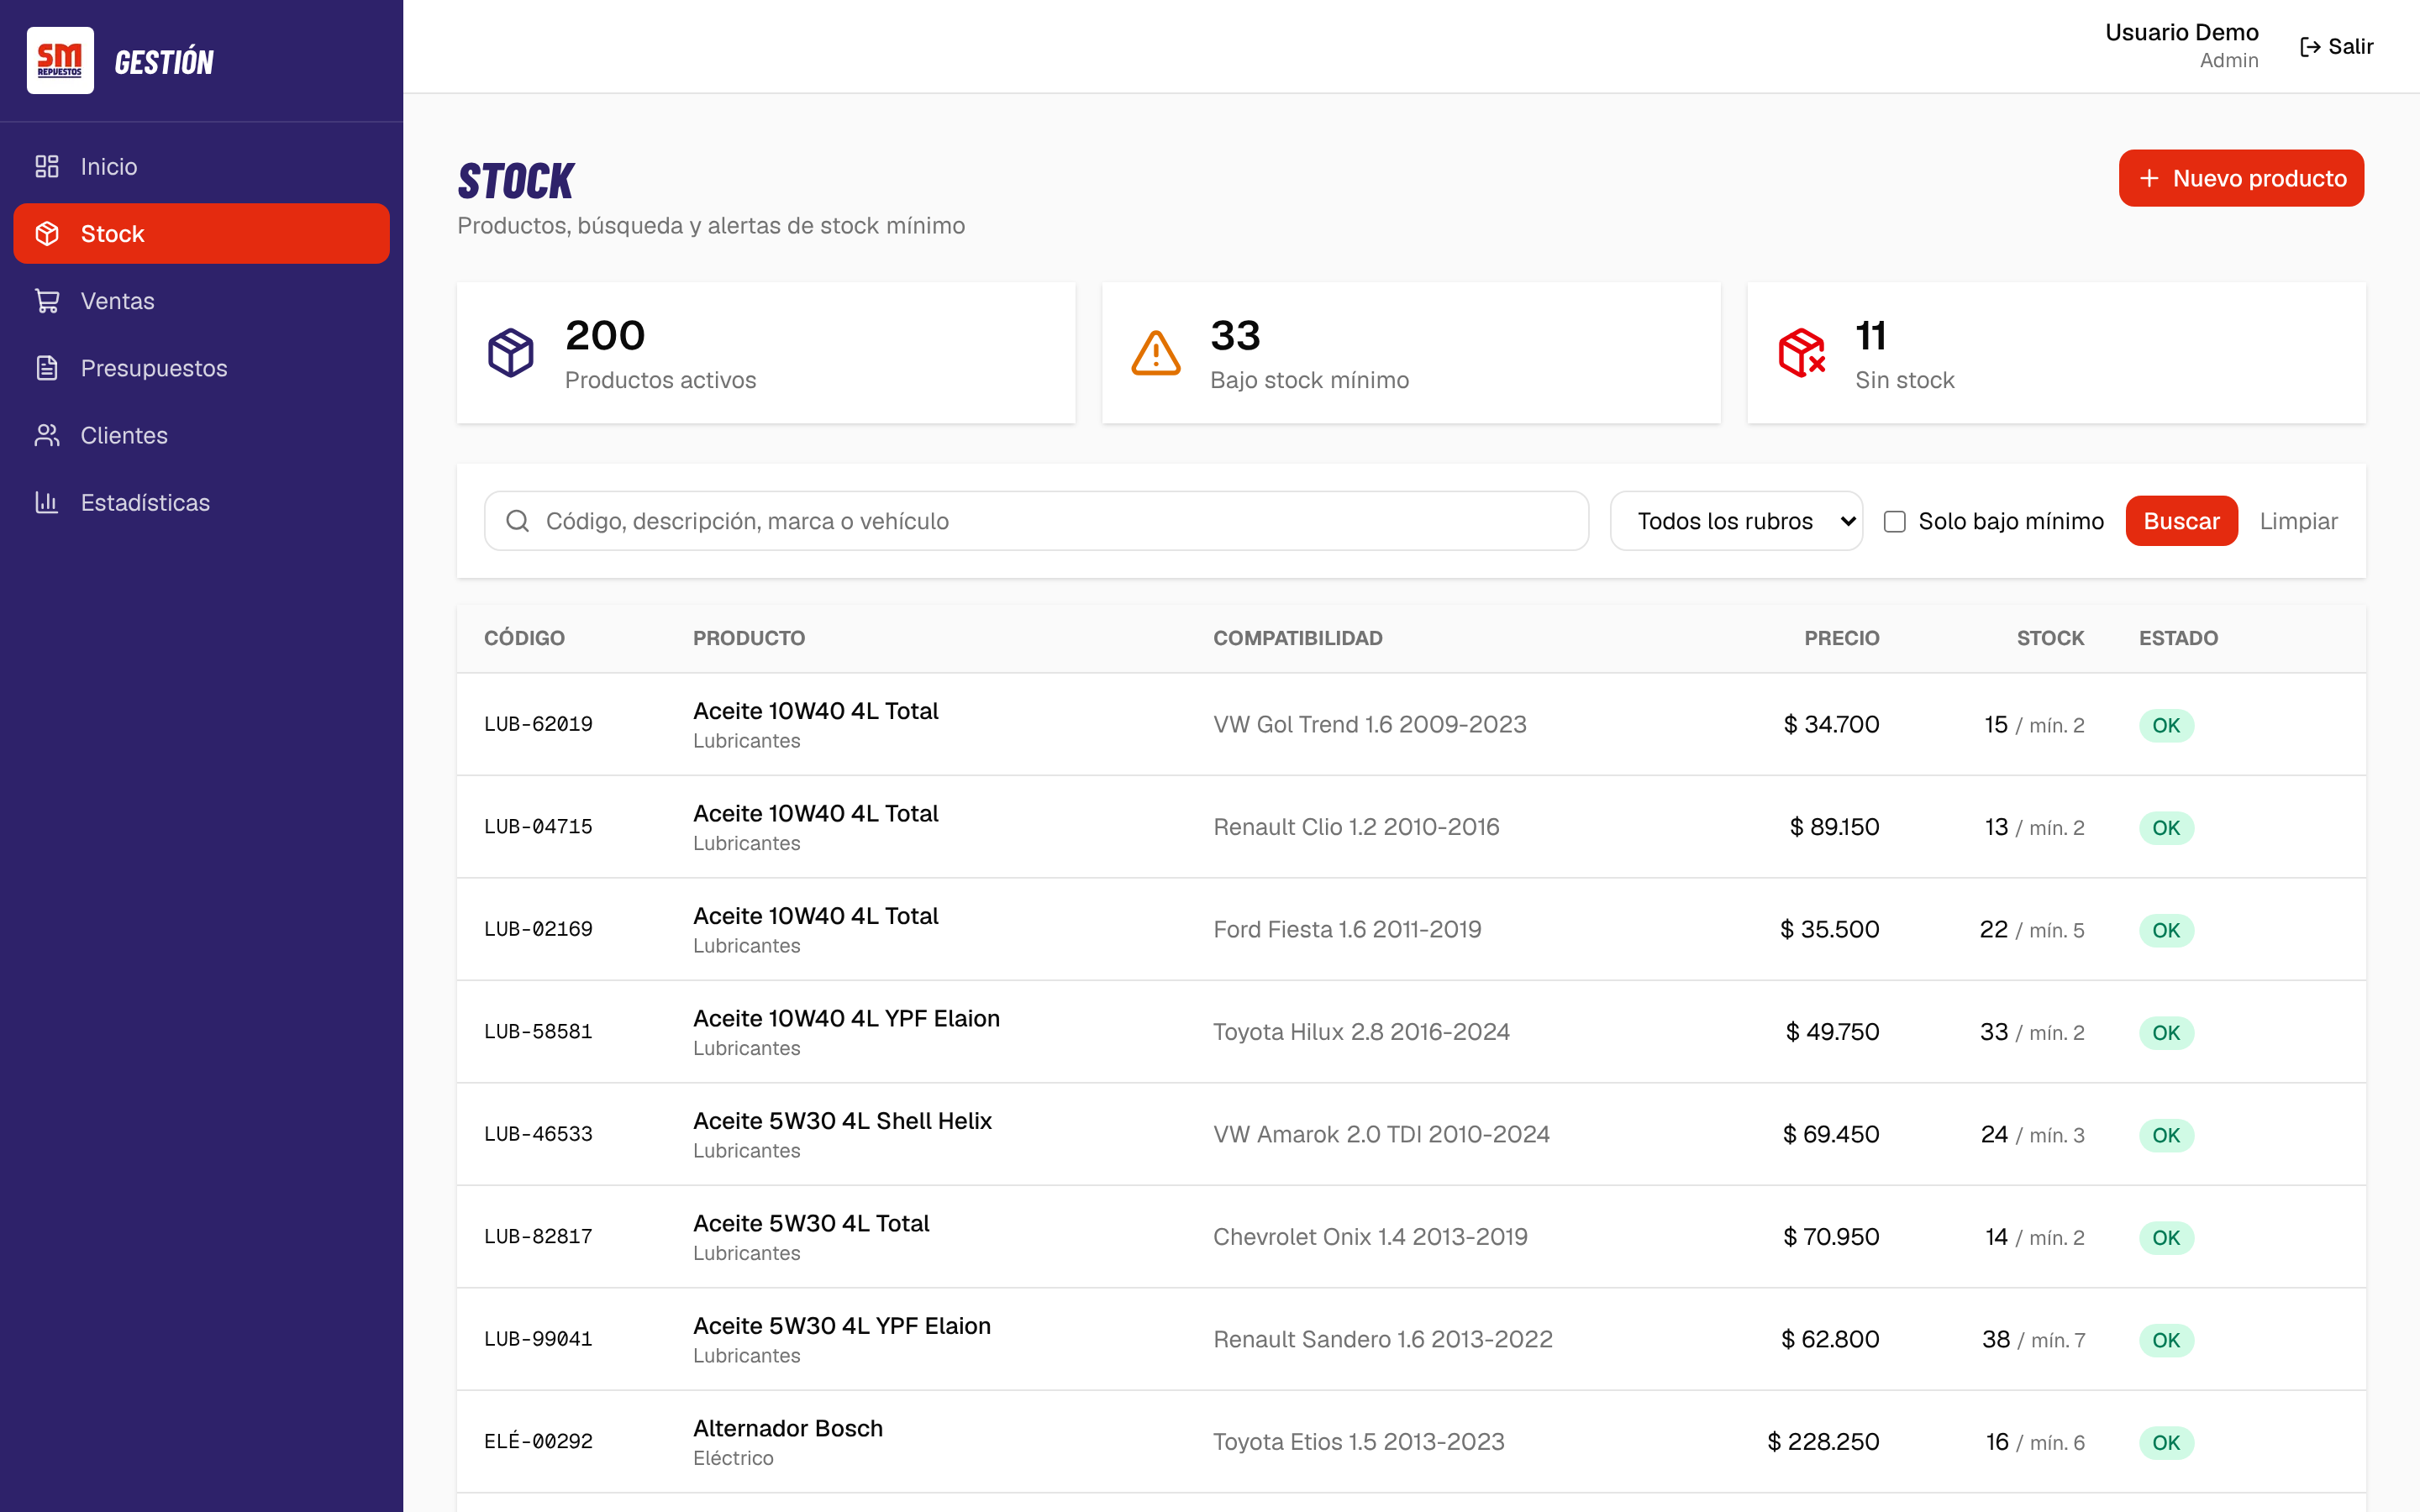 SM
REPUESTOS
GESTIÓN
Usuario Demo
Admin
Salir
Inicio
Stock
Ventas
Presupuestos
Clientes
Estadísticas
STOCK
Productos, búsqueda y alertas de stock mínimo
+ Nuevo producto
200
Productos activos
33
Bajo stock mínimo
11
Sin stock
Código, descripción, marca o vehículo
Todos los rubros
Solo bajo mínimo
Buscar
Limpiar
CÓDIGO PRODUCTO COMPATIBILIDAD PRECIO STOCK ESTADO
LUB-62019 Aceite 10W40 4L Total VW Gol Trend 1.6 2009-2023 $ 34.700 15 / mín. 2 OK
Lubricantes
LUB-04715 Aceite 10W40 4L Total Renault Clio 1.2 2010-2016 $ 89.150 13 / mín. 2 OK
Lubricantes
LUB-02169 Aceite 10W40 4L Total Ford Fiesta 1.6 2011-2019 $ 35.500 22 / mín. 5 OK
Lubricantes
LUB-58581 Aceite 10W40 4L YPF Elaion Toyota Hilux 2.8 2016-2024 $ 49.750 33 / mín. 2 OK
Lubricantes
LUB-46533 Aceite 5W30 4L Shell Helix VW Amarok 2.0 TDI 2010-2024 $ 69.450 24 / mín. 3 OK
Lubricantes
LUB-82817 Aceite 5W30 4L Total Chevrolet Onix 1.4 2013-2019 $ 70.950 14 / mín. 2 OK
Lubricantes
LUB-99041 Aceite 5W30 4L YPF Elaion Renault Sandero 1.6 2013-2022 $ 62.800 38 / mín. 7 OK
Lubricantes
ELÉ-00292 Alternador Bosch Toyota Etios 1.5 2013-2023 $ 228.250 16 / mín. 6 OK
Eléctrico